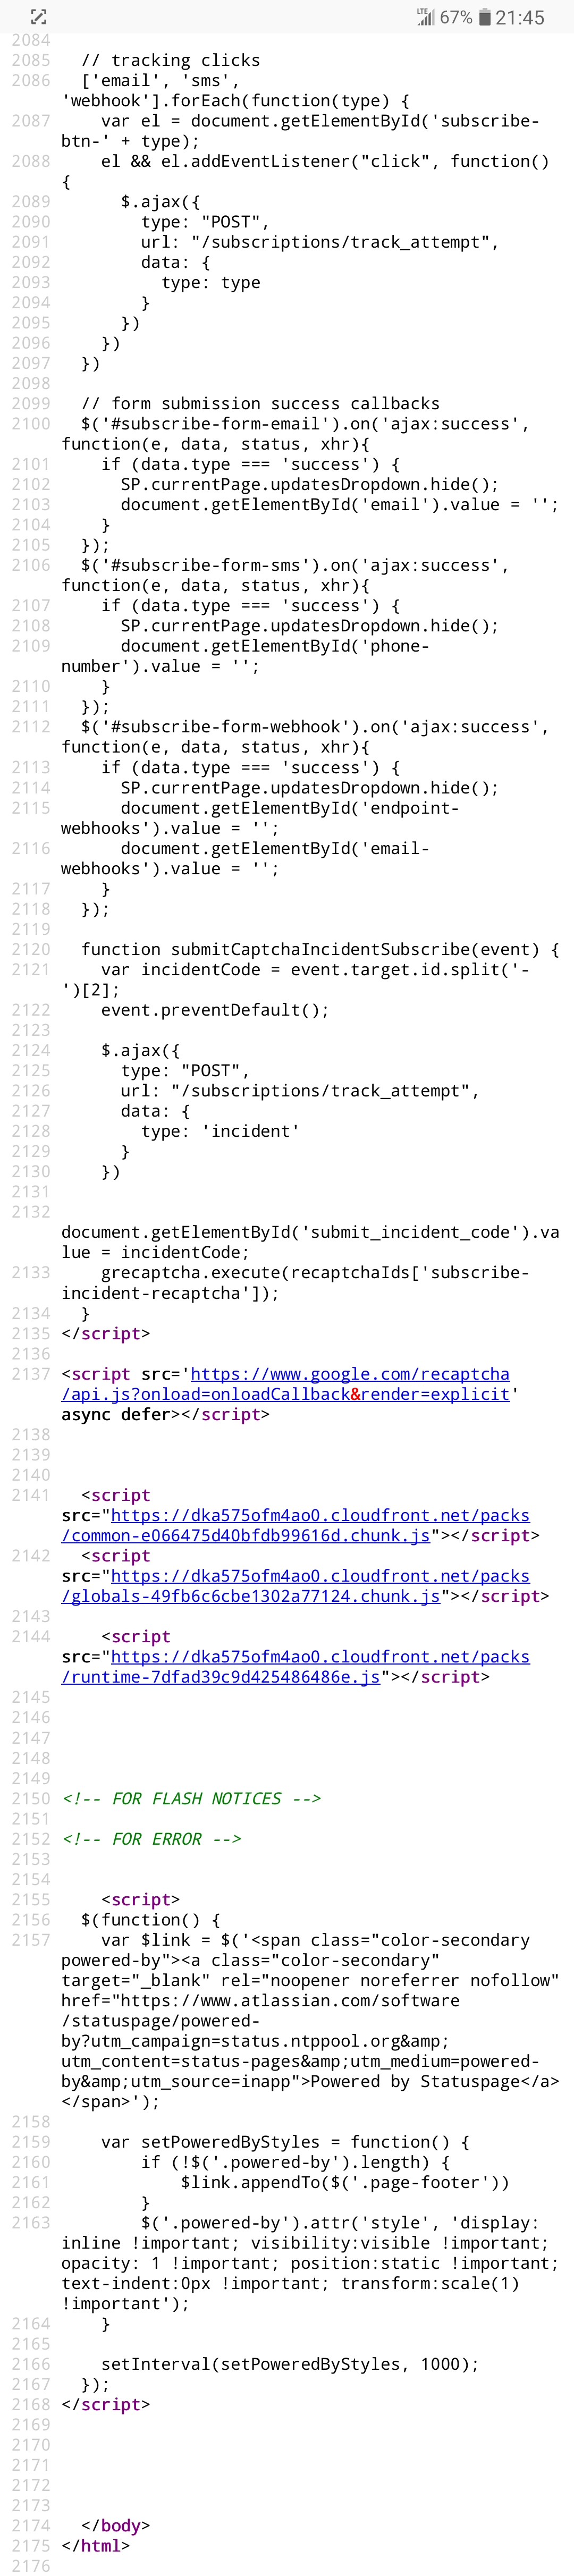 LTE 67% 21:45
2084
2085   // tracking clicks
2086   ['email', 'sms',
'webhook'].forEach(function(type) {
2087     var el = document.getElementById('subscribe-
btn-' + type);
2088     el && el.addEventListener("click", function()
{
2089       $.ajax({
2090         type: "POST",
2091         url: "/subscriptions/track_attempt",
2092         data: {
2093           type: type
2094         }
2095       })
2096     })
2097   })
2098
2099   // form submission success callbacks
2100   $('#subscribe-form-email').on('ajax:success',
function(e, data, status, xhr){
2101     if (data.type === 'success') {
2102       SP.currentPage.updatesDropdown.hide();
2103       document.getElementById('email').value = '';
2104     }
2105   });
2106   $('#subscribe-form-sms').on('ajax:success',
function(e, data, status, xhr){
2107     if (data.type === 'success') {
2108       SP.currentPage.updatesDropdown.hide();
2109       document.getElementById('phone-
number').value = '';
2110     }
2111   });
2112   $('#subscribe-form-webhook').on('ajax:success',
function(e, data, status, xhr){
2113     if (data.type === 'success') {
2114       SP.currentPage.updatesDropdown.hide();
2115       document.getElementById('endpoint-
webhooks').value = '';
2116       document.getElementById('email-
webhooks').value = '';
2117     }
2118   });
2119
2120   function submitCaptchaIncidentSubscribe(event) {
2121     var incidentCode = event.target.id.split('-
')[2];
2122     event.preventDefault();
2123
2124     $.ajax({
2125       type: "POST",
2126       url: "/subscriptions/track_attempt",
2127       data: {
2128         type: 'incident'
2129       }
2130     })
2131
2132
document.getElementById('submit_incident_code').va
lue = incidentCode;
2133     grecaptcha.execute(recaptchaIds['subscribe-
incident-recaptcha']);
2134   }
2135 </script>
2136
2137 <script src='https://www.google.com/recaptcha
/api.js?onload=onloadCallback&render=explicit'
async defer></script>
2138
2139
2140
2141   <script
src="https://dka575ofm4ao0.cloudfront.net/packs
/common-e066475d40bfdb99616d.chunk.js"></script>
2142   <script
src="https://dka575ofm4ao0.cloudfront.net/packs
/globals-49fb6c6cbe1302a77124.chunk.js"></script>
2143
2144     <script
src="https://dka575ofm4ao0.cloudfront.net/packs
/runtime-7dfad39c9d425486486e.js"></script>
2145
2146
2147
2148
2149
2150 <!-- FOR FLASH NOTICES -->
2151
2152 <!-- FOR ERROR -->
2153
2154
2155     <script>
2156   $(function() {
2157     var $link = $('<span class="color-secondary
powered-by"><a class="color-secondary"
target="_blank" rel="noopener noreferrer nofollow"
href="https://www.atlassian.com/software
/statuspage/powered-
by?utm_campaign=status.ntppool.org&amp;
utm_content=status-pages&amp;utm_medium=powered-
by&amp;utm_source=inapp">Powered by Statuspage</a>
</span>');
2158
2159     var setPoweredByStyles = function() {
2160         if (!$('.powered-by').length) {
2161             $link.appendTo($('.page-footer'))
2162         }
2163         $('.powered-by').attr('style', 'display:
inline !important; visibility:visible !important;
opacity: 1 !important; position:static !important;
text-indent:0px !important; transform:scale(1)
!important');
2164     }
2165
2166     setInterval(setPoweredByStyles, 1000);
2167   });
2168 </script>
2169
2170
2171
2172
2173
2174   </body>
2175 </html>
2176